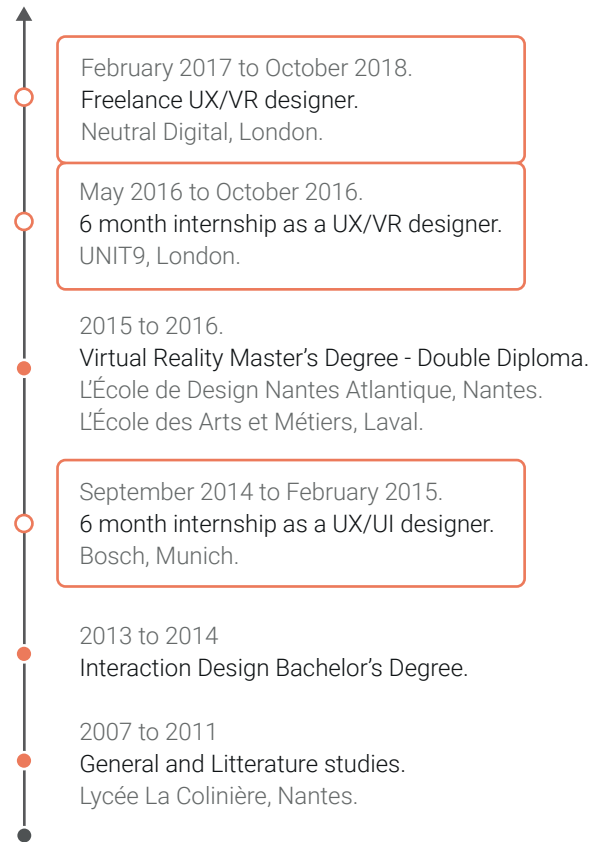 February 2017 to October 2018.
Freelance UX/VR designer.
Neutral Digital, London.
May 2016 to October 2016.
6 month internship as a UX/VR designer.
UNIT9, London.
2015 to 2016.
Virtual Reality Master’s Degree - Double Diploma.
L’École de Design Nantes Atlantique, Nantes.
L’École des Arts et Métiers, Laval.
September 2014 to February 2015.
6 month internship as a UX/UI designer.
Bosch, Munich.
2013 to 2014
Interaction Design Bachelor’s Degree.
2007 to 2011
General and Litterature studies.
Lycée La Colinière, Nantes.